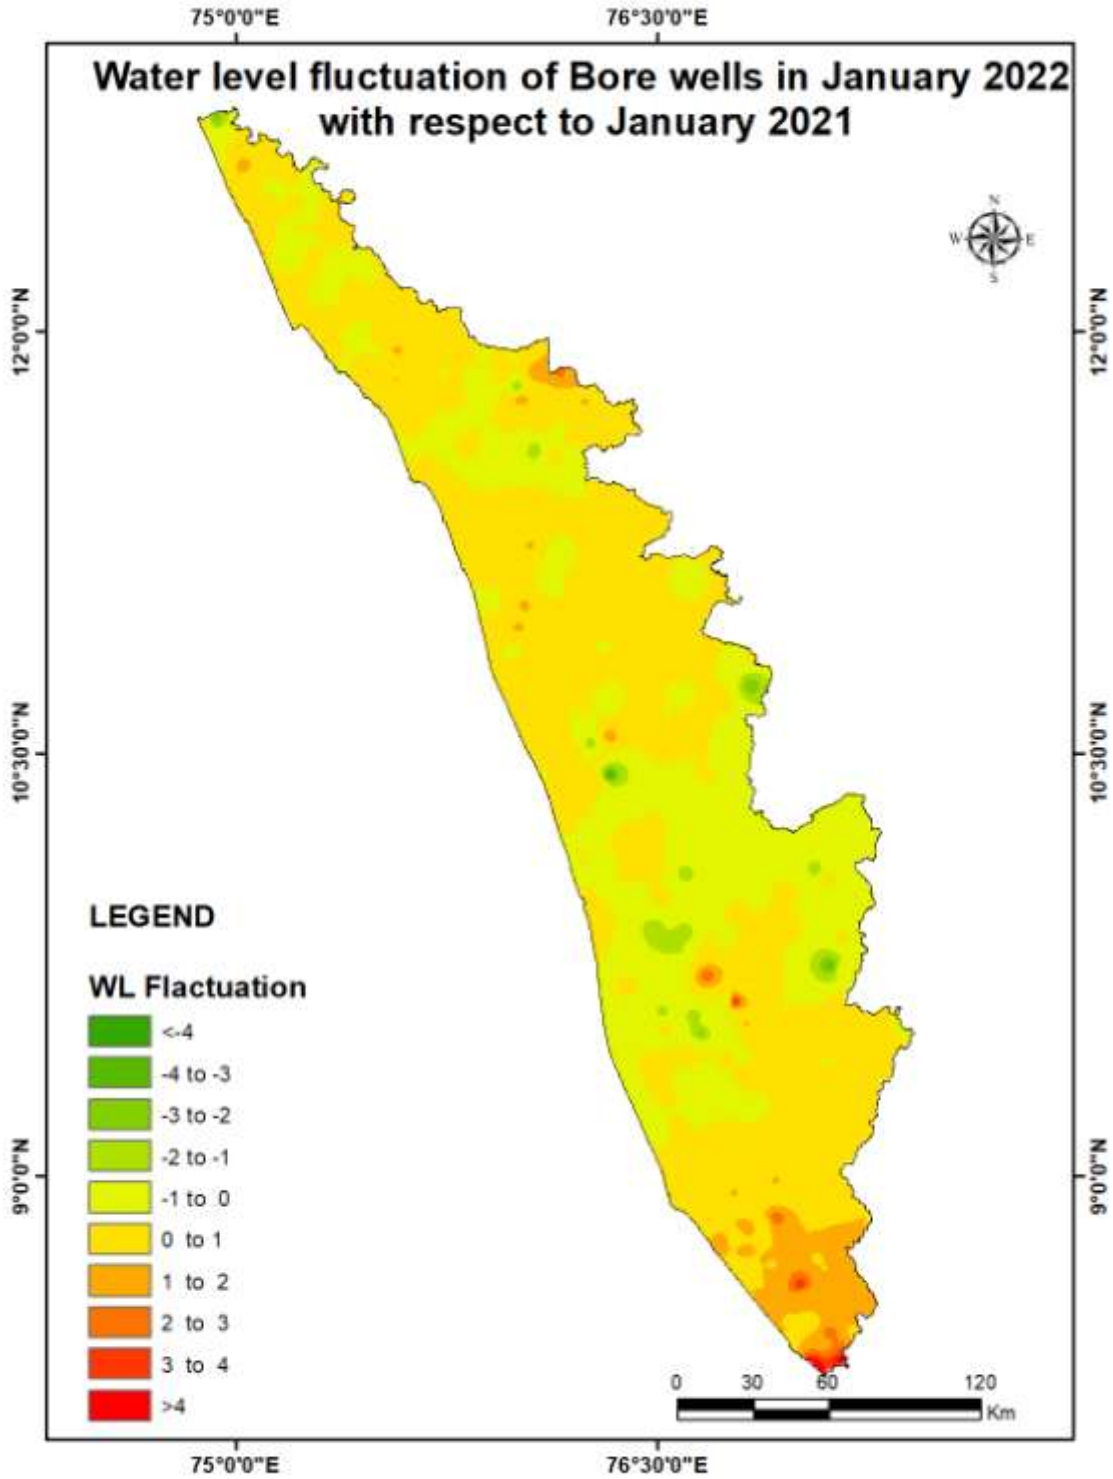 75°0'0"E 76°30'0"E
Water level fluctuation of Bore wells in January 2022
with respect to January 2021
N
W E
S
12°0'0"N 12°0'0"N
10°30'0"N 10°30'0"N
LEGEND
WL Flactuation
<-4
-4 to -3
-3 to -2
-2 to -1
-1 to 0
0 to 1
1 to 2
2 to 3
3 to 4
>4
9°0'0"N 9°0'0"N
0 30 60 120
Km
75°0'0"E 76°30'0"E